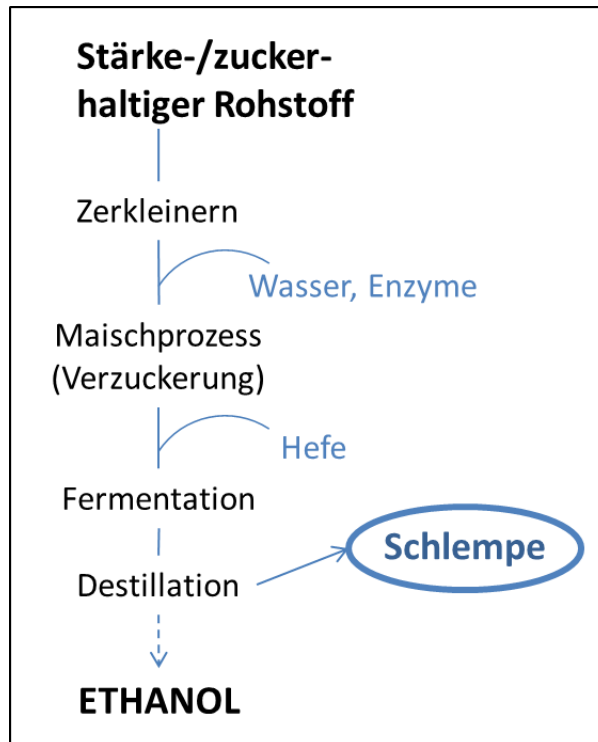 Stärke-/zucker-
haltiger Rohstoff
Zerkleinern
Wasser, Enzyme
Maischprozess
(Verzuckerung)
Hefe
Fermentation
Schlempe
Destillation
ETHANOL